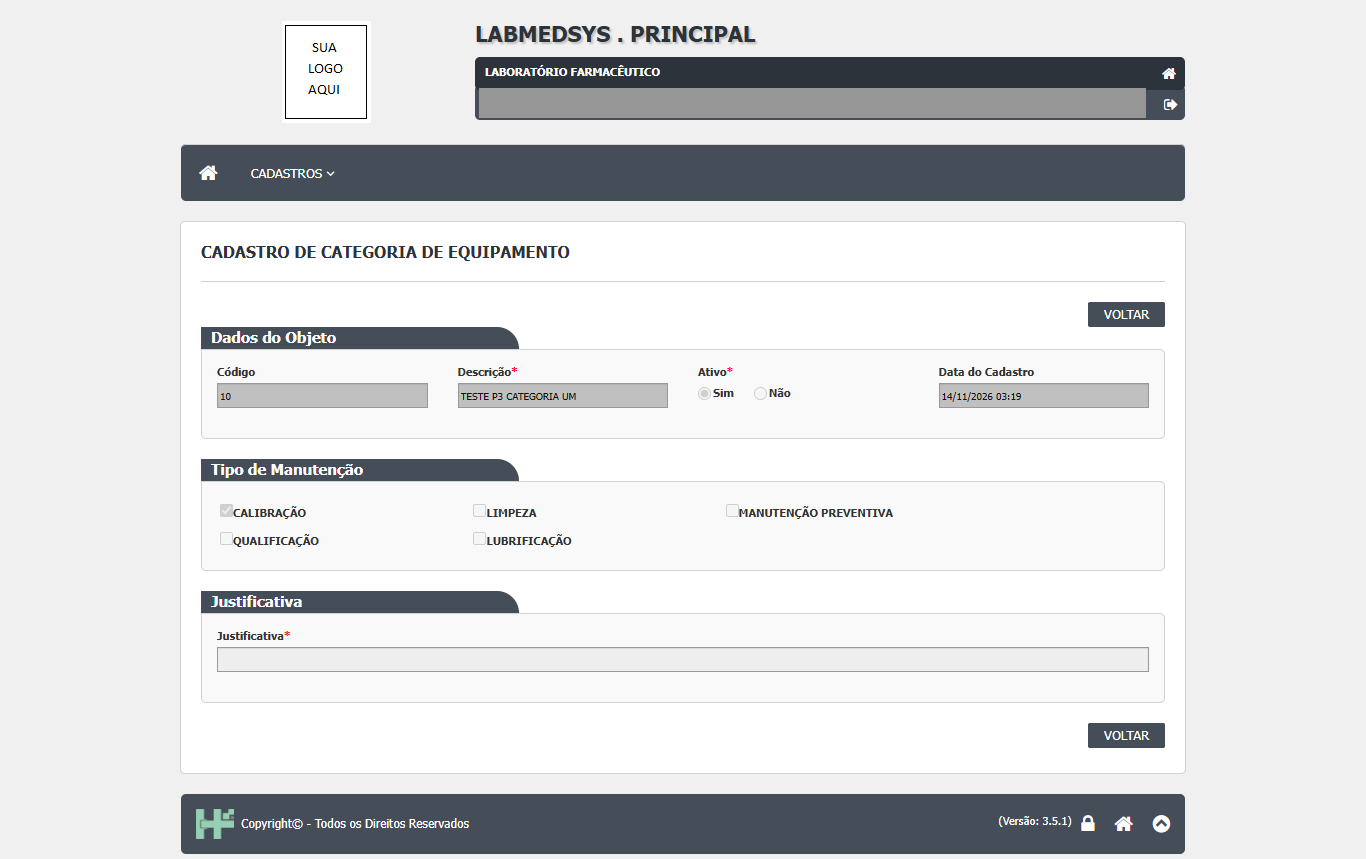 SUA
LOGO
AQUI
LABMEDSYS . PRINCIPAL
LABORATÓRIO FARMACÊUTICO
CADASTROS
CADASTRO DE CATEGORIA DE EQUIPAMENTO
VOLTAR
Dados do Objeto
Código Descrição* Ativo* Data do Cadastro
10 TESTE P3 CATEGORIA UM Sim Não 14/11/2026 03:19
Tipo de Manutenção
CALIBRAÇÃO LIMPEZA MANUTENÇÃO PREVENTIVA
QUALIFICAÇÃO LUBRIFICAÇÃO
Justificativa
Justificativa*
VOLTAR
Copyright© - Todos os Direitos Reservados (Versão: 3.5.1)